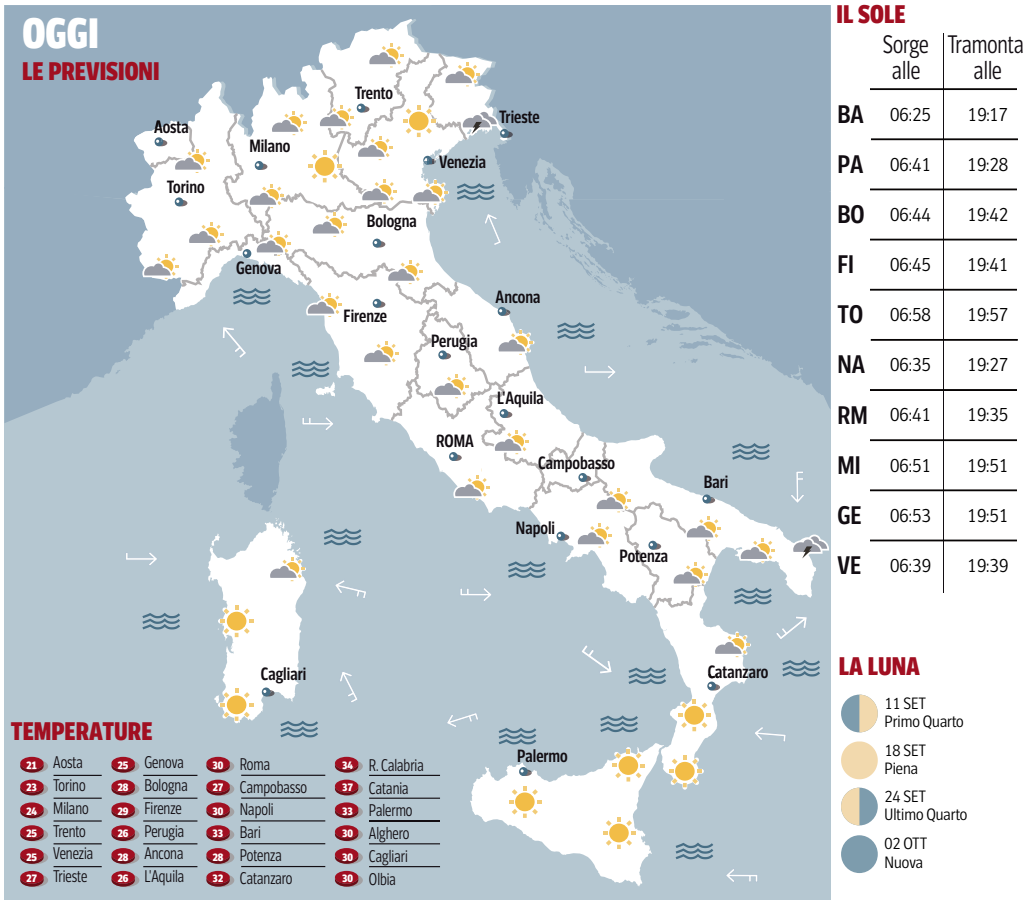 OGGI
LE PREVISIONI
Trento
Aosta
Milano
Trieste
Venezia
Torino
Bologna
Genova
Ancona
Firenze
Perugia
L'Aquila
ROMA
Campobasso
Bari
Napoli
Potenza
Cagliari
Catanzaro
Palermo
TEMPERATURE
21 Aosta
23 Torino
24 Milano
25 Trento
25 Venezia
27 Trieste
25 Genova
28 Bologna
29 Firenze
26 Perugia
28 Ancona
26 L'Aquila
30 Roma
27 Campobasso
30 Napoli
33 Bari
28 Potenza
32 Catanzaro
34 R. Calabria
37 Catania
33 Palermo
30 Alghero
30 Cagliari
30 Olbia
IL SOLE
Sorge Tramonta
alle alle
BA 06:25 19:17
PA 06:41 19:28
BO 06:44 19:42
FI 06:45 19:41
TO 06:58 19:57
NA 06:35 19:27
RM 06:41 19:35
MI 06:51 19:51
GE 06:53 19:51
VE 06:39 19:39
LA LUNA
11 SET
Primo Quarto
18 SET
Piena
24 SET
Ultimo Quarto
02 OTT
Nuova